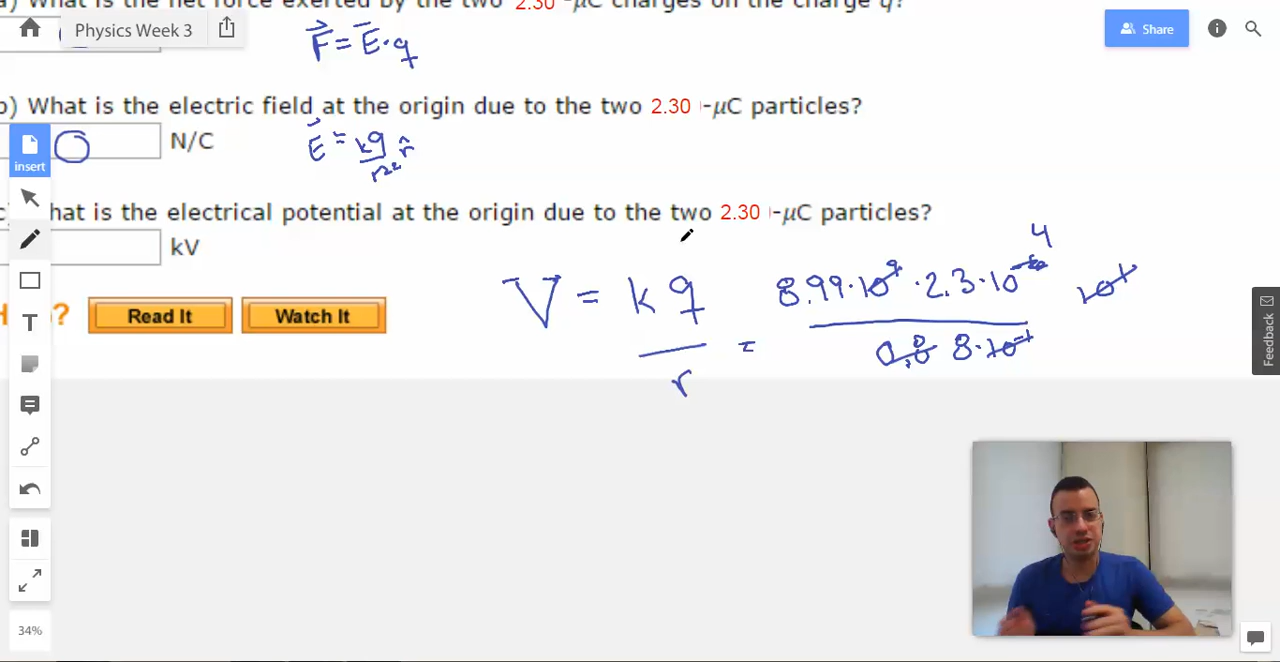 a) What is the net force exerted by the two 2.30 -μC charges on the charge q?
Physics Week 3
Share
F = E · q
b) What is the electric field at the origin due to the two 2.30 -μC particles?
0 N/C
E = kq/r² r̂
insert
c) What is the electrical potential at the origin due to the two 2.30 -μC particles?
kV
V = kq/r = 8.99·10⁹ · 2.3·10 4 10⁺¹
0.8 8·10⁻¹
? Read It Watch It
T
Feedback
34%